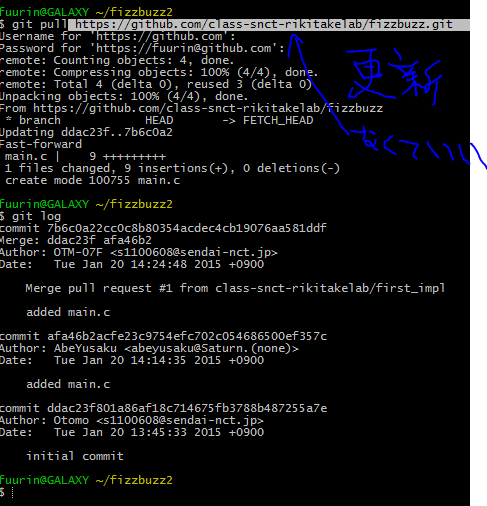 fuurin@GALAXY ~/fizzbuzz2
$ git pull https://github.com/class-snct-rikitakelab/fizzbuzz.git
Username for 'https://github.com':
Password for 'https://fuurin@github.com':
remote: Counting objects: 4, done.
remote: Compressing objects: 100% (4/4), done.
remote: Total 4 (delta 0), reused 3 (delta 0)
Unpacking objects: 100% (4/4), done.
From https://github.com/class-snct-rikitakelab/fizzbuzz
 * branch            HEAD       -> FETCH_HEAD
Updating ddac23f..7b6c0a2
Fast-forward
 main.c |    9 +++++++++
 1 files changed, 9 insertions(+), 0 deletions(-)
 create mode 100755 main.c
更新
なくていい
fuurin@GALAXY ~/fizzbuzz2
$ git log
commit 7b6c0a22cc0c8b80354acdec4cb19076aa581ddf
Merge: ddac23f afa46b2
Author: OTM-07F <s1100608@sendai-nct.jp>
Date:   Tue Jan 20 14:24:48 2015 +0900
    Merge pull request #1 from class-snct-rikitakelab/first_impl
    added main.c
commit afa46b2acfe23c9754efc702c054686500ef357c
Author: AbeYusaku <abeyusaku@Saturn.(none)>
Date:   Tue Jan 20 14:14:35 2015 +0900
    added main.c
commit ddac23f801a86af18c714675fb3788b487255a7e
Author: Otomo <s1100608@sendai-nct.jp>
Date:   Tue Jan 20 13:45:33 2015 +0900
    initial commit
fuurin@GALAXY ~/fizzbuzz2
$